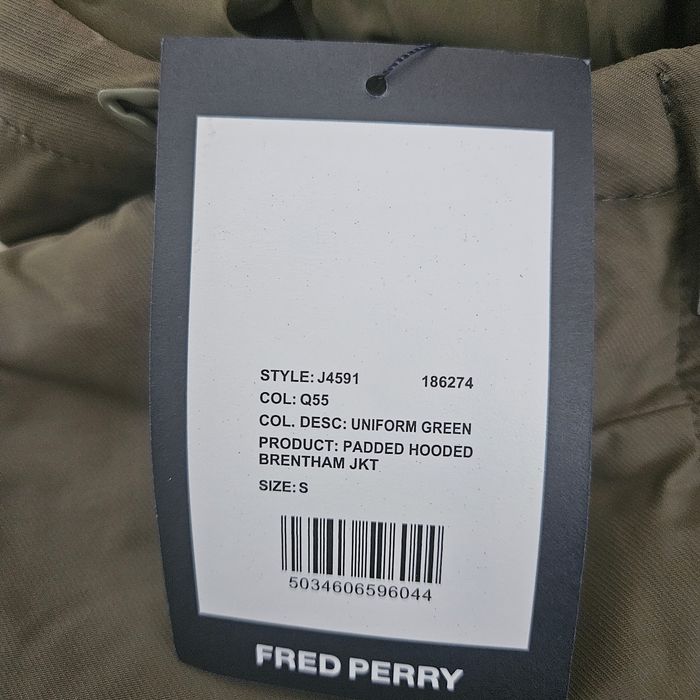 STYLE: J4591 186274
COL: Q55
COL. DESC: UNIFORM GREEN
PRODUCT: PADDED HOODED
BRENTHAM JKT
SIZE: S
5034606596044
FRED PERRY